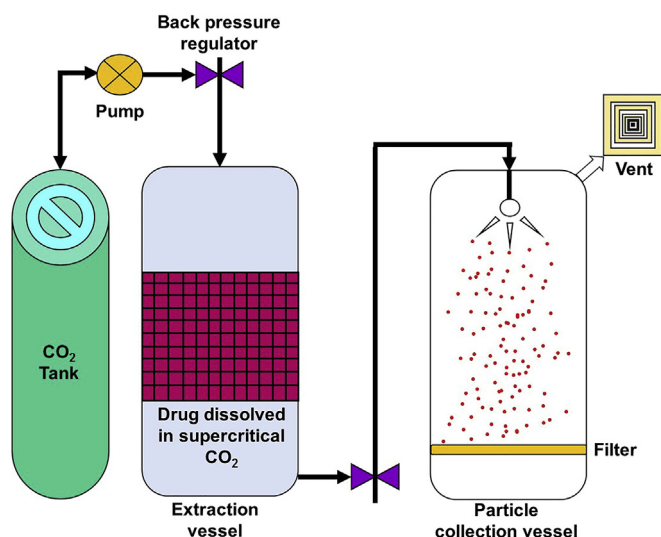 Back pressure
regulator
Pump
Vent
CO₂
Tank
Drug dissolved
in supercritical
CO₂
Filter
Extraction
vessel
Particle
collection vessel